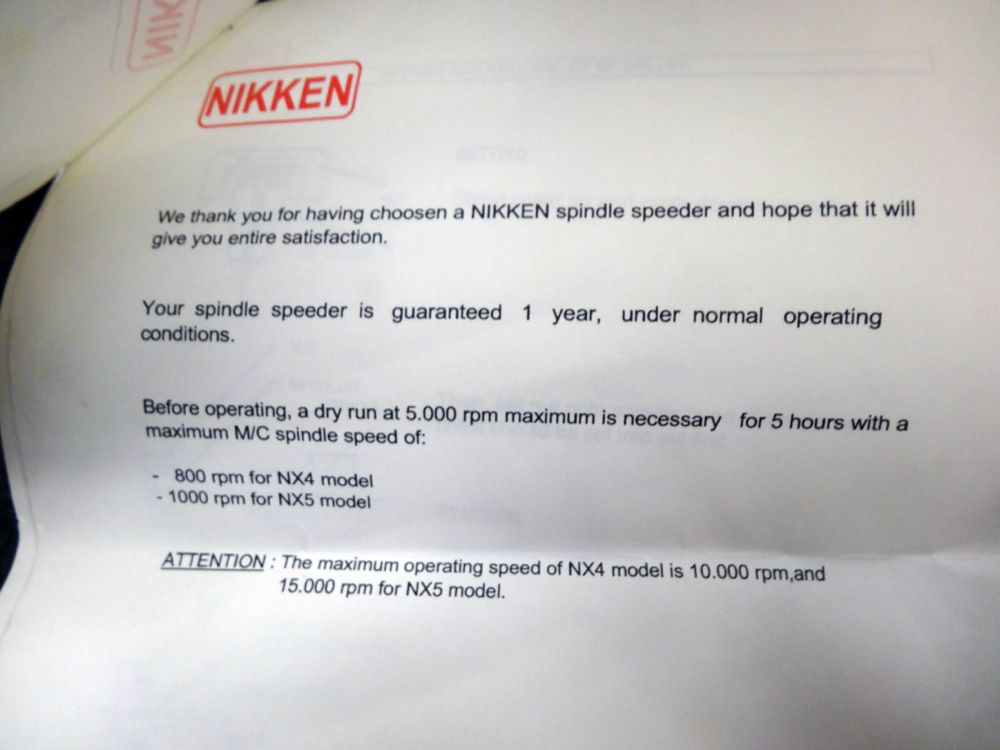 NIKKEN
We thank you for having choosen a NIKKEN spindle speeder and hope that it will
give you entire satisfaction.
Your spindle speeder is guaranteed 1 year, under normal operating
conditions.
Before operating, a dry run at 5.000 rpm maximum is necessary for 5 hours with a
maximum M/C spindle speed of:
- 800 rpm for NX4 model
- 1000 rpm for NX5 model
ATTENTION : The maximum operating speed of NX4 model is 10.000 rpm,and
15.000 rpm for NX5 model.